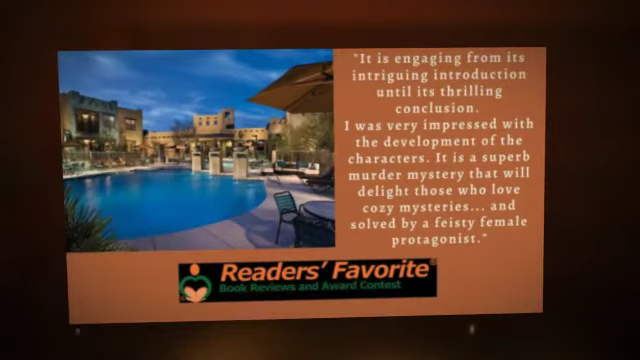 "It is engaging from its
intriguing introduction
until its thrilling
conclusion.
I was very impressed with
the development of the
characters. It is a superb
murder mystery that will
delight those who love
cozy mysteries... and
solved by a feisty female
protagonist."
Readers' Favorite®
Book Reviews and Award Contest